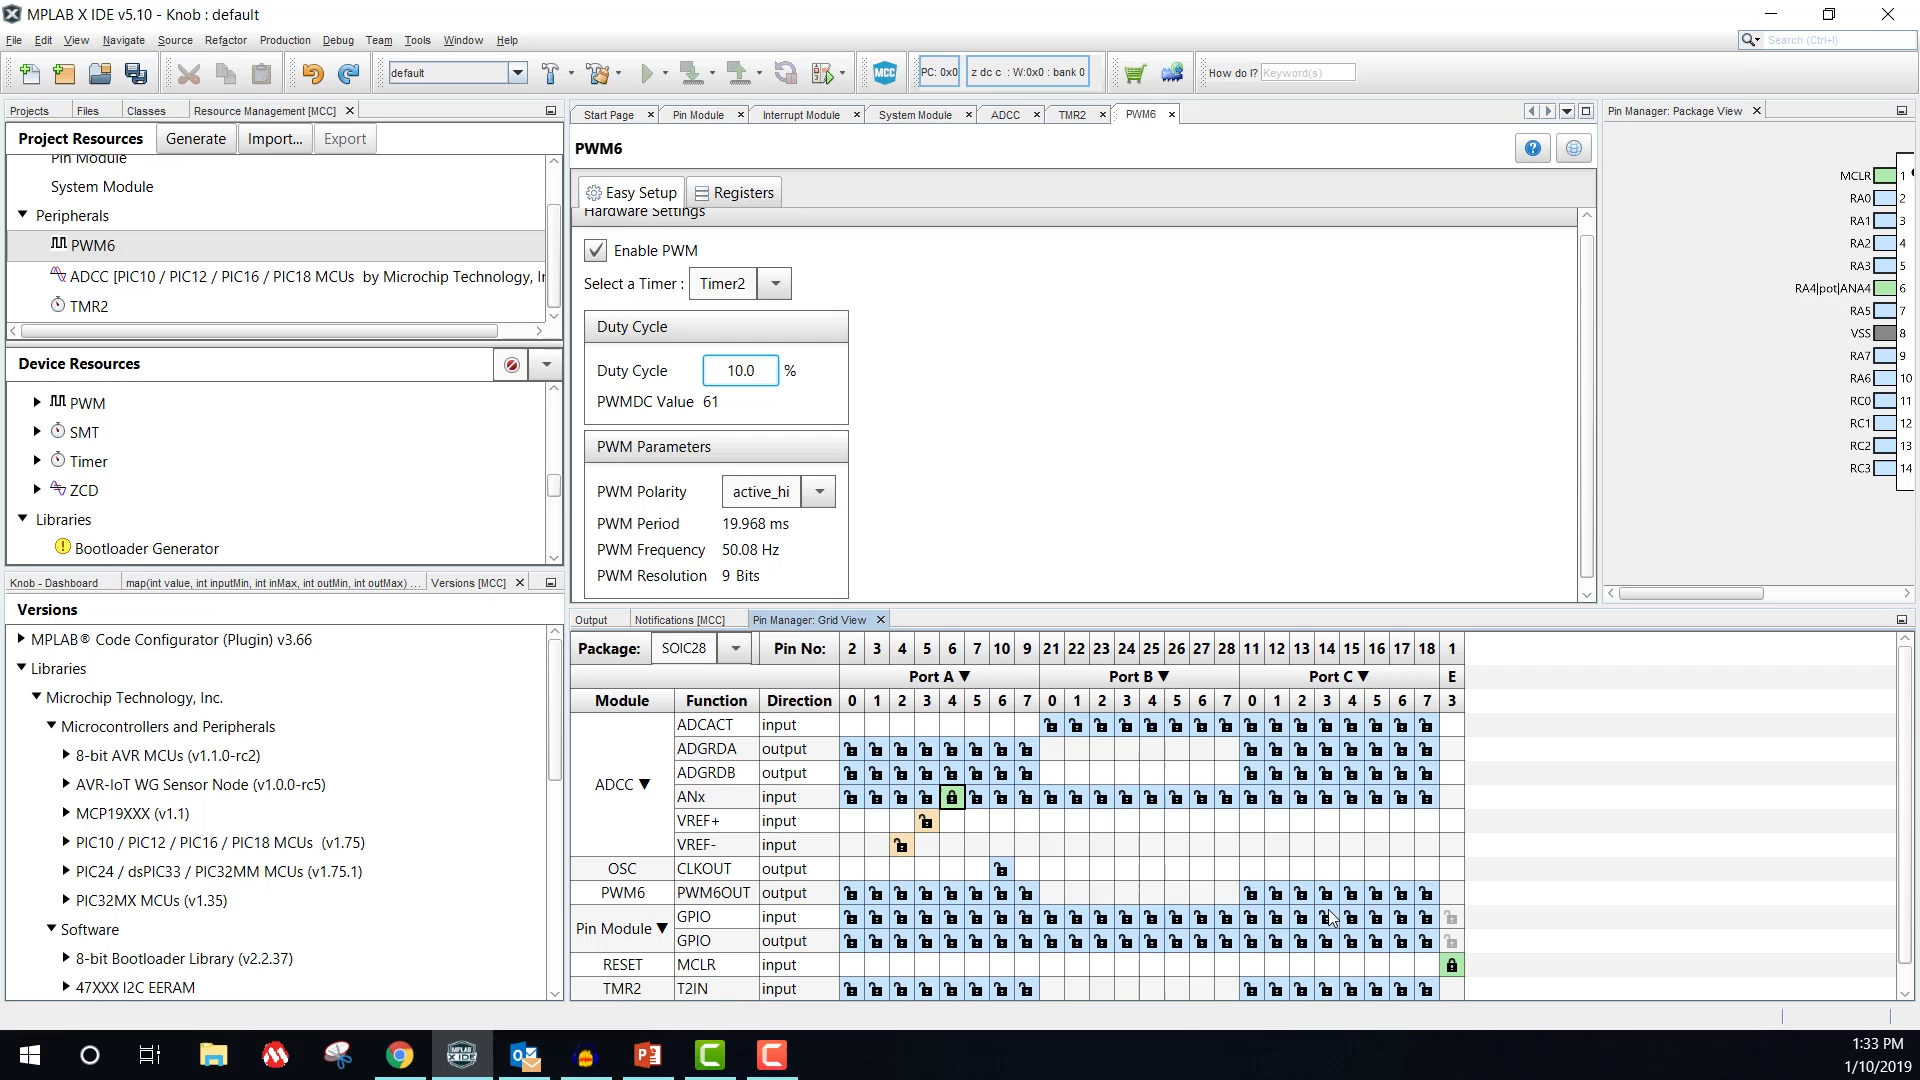 MPLAB X IDE v5.10 - Knob : default
File Edit View Navigate Source Refactor Production Debug Team Tools Window Help
Search (Ctrl+I)
default
MCC
PC: 0x0
z dc c : W:0x0 : bank 0
How do I? Keyword(s)
Projects Files Classes Resource Management [MCC]
Project Resources Generate Import... Export
Pin Module
System Module
Peripherals
PWM6
ADCC [PIC10 / PIC12 / PIC16 / PIC18 MCUs by Microchip Technology, Ir
TMR2
Device Resources
PWM
SMT
Timer
ZCD
Libraries
Bootloader Generator
Knob - Dashboard map(int value, int inputMin, int inMax, int outMin, int outMax) ... Versions [MCC]
Versions
MPLAB® Code Configurator (Plugin) v3.66
Libraries
Microchip Technology, Inc.
Microcontrollers and Peripherals
8-bit AVR MCUs (v1.1.0-rc2)
AVR-IoT WG Sensor Node (v1.0.0-rc5)
MCP19XXX (v1.1)
PIC10 / PIC12 / PIC16 / PIC18 MCUs (v1.75)
PIC24 / dsPIC33 / PIC32MM MCUs (v1.75.1)
PIC32MX MCUs (v1.35)
Software
8-bit Bootloader Library (v2.2.37)
47XXX I2C EERAM
Start Page Pin Module Interrupt Module System Module ADCC TMR2 PWM6
PWM6
Easy Setup Registers
Hardware Settings
Enable PWM
Select a Timer : Timer2
Duty Cycle
Duty Cycle 10.0 %
PWMDC Value 61
PWM Parameters
PWM Polarity active_hi
PWM Period 19.968 ms
PWM Frequency 50.08 Hz
PWM Resolution 9 Bits
Pin Manager: Package View
MCLR 1
RA0 2
RA1 3
RA2 4
RA3 5
RA4|pot|ANA4 6
RA5 7
VSS 8
RA7 9
RA6 10
RC0 11
RC1 12
RC2 13
RC3 14
Output Notifications [MCC] Pin Manager: Grid View
Package: SOIC28 Pin No: 2 3 4 5 6 7 10 9 21 22 23 24 25 26 27 28 11 12 13 14 15 16 17 18 1
Port A ▼ Port B ▼ Port C ▼ E
Module Function Direction 0 1 2 3 4 5 6 7 0 1 2 3 4 5 6 7 0 1 2 3 4 5 6 7 3
ADCC ▼
ADCACT input
ADGRDA output
ADGRDB output
ANx input
VREF+ input
VREF- input
OSC CLKOUT output
PWM6 PWM6OUT output
Pin Module ▼
GPIO input
GPIO output
RESET MCLR input
TMR2 T2IN input
1:33 PM
1/10/2019